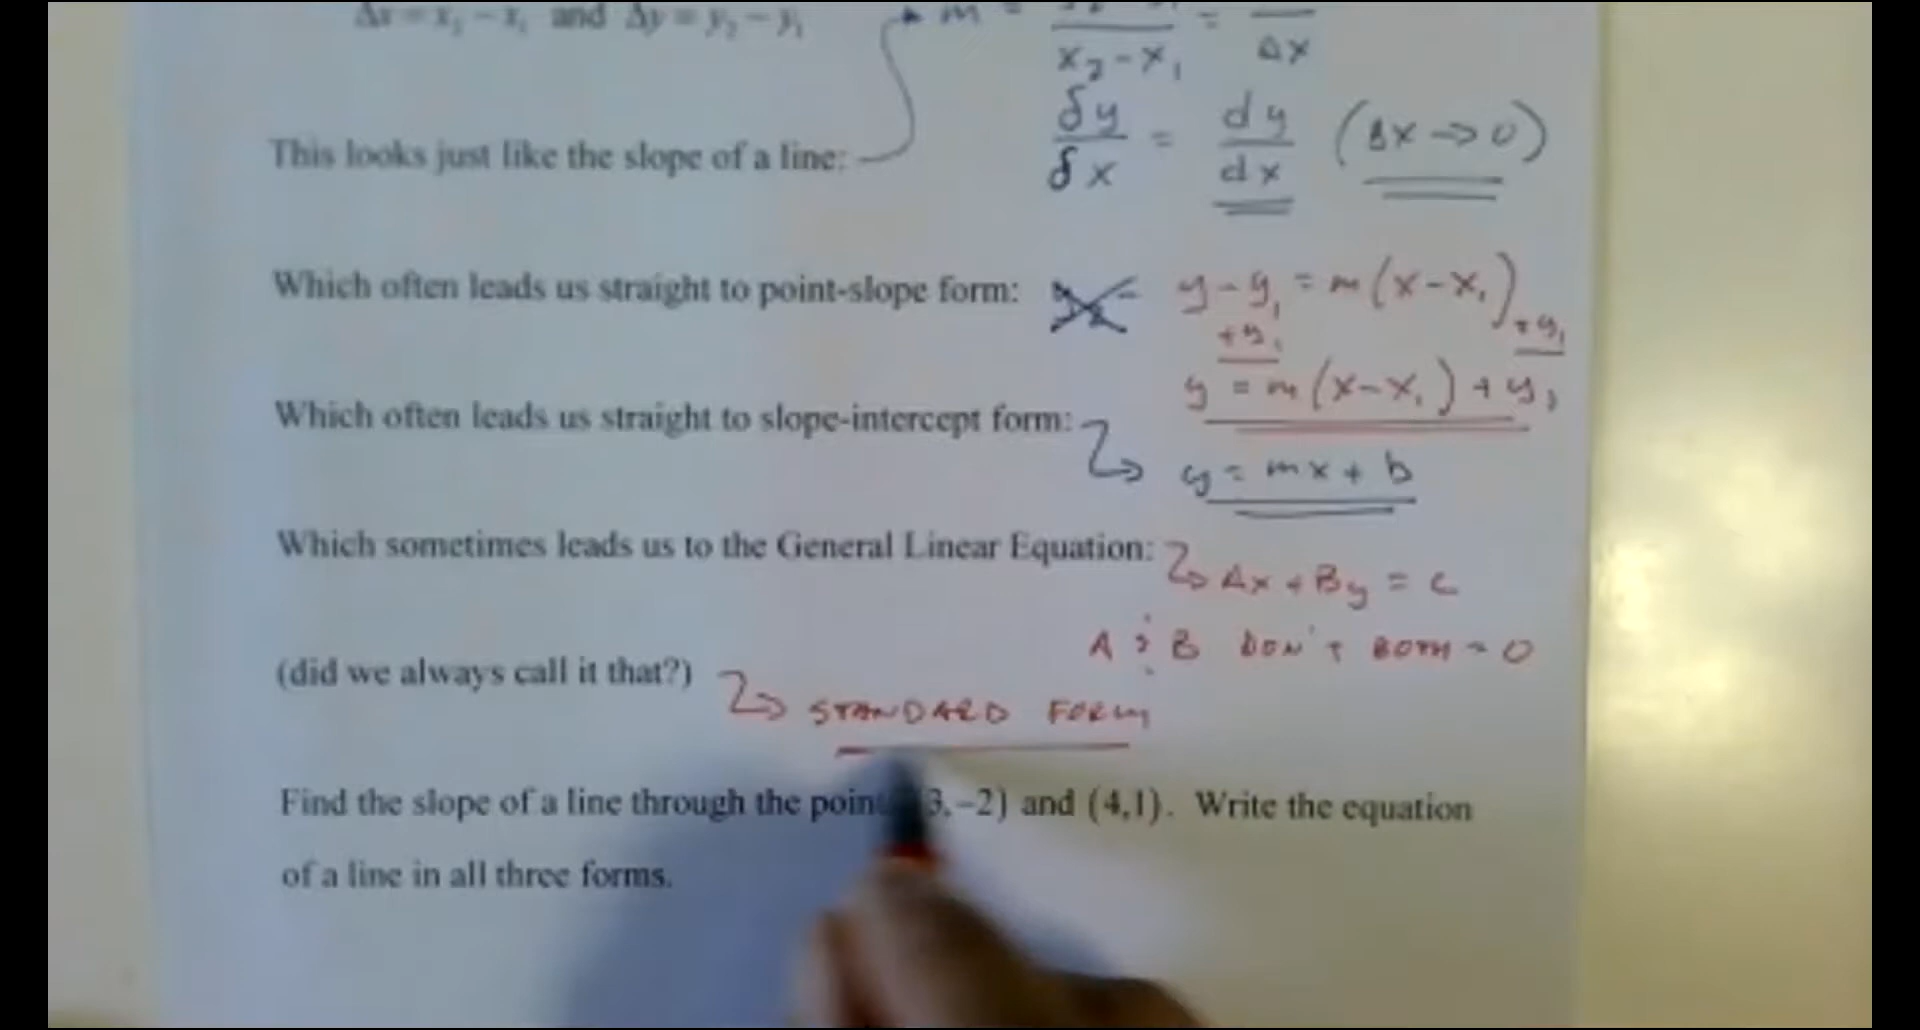 Δx = x₂ − x₁ and Δy = y₂ − y₁
m = / x₂ − x₁ = / Δx
δy/δx = dy/dx (Δx → 0)
This looks just like the slope of a line:
Which often leads us straight to point-slope form: y − y₁ = m(x − x₁)
+y₁ +y₁
y = m(x − x₁) + y₁
Which often leads us straight to slope-intercept form:
y = mx + b
Which sometimes leads us to the General Linear Equation:
Ax + By = C
A & B DON'T BOTH = 0
(did we always call it that?)
STANDARD FORM
Find the slope of a line through the point 3,−2) and (4,1). Write the equation
of a line in all three forms.